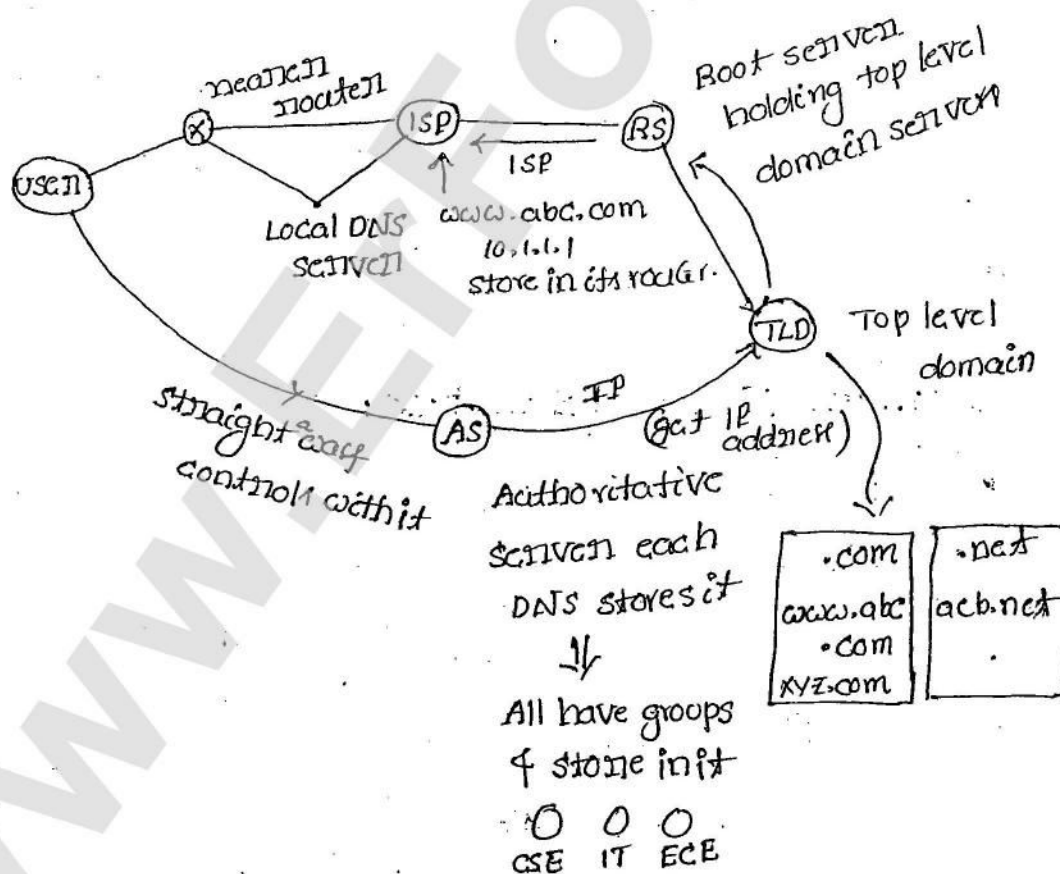 nearer
router
User
X
ISP
RS
Root server
holding top level
domain server
ISP
Local DNS
server
www.abc.com
10.1.1.1
store in its router.
TLD
Top level
domain
straight away
controls with it
AS
IP
(get IP
address)
Authoritative
server each
DNS stores it
All have groups
& store in it
CSE IT ECE
.com
www.abc
.com
xyz.com
.net
acb.net
.